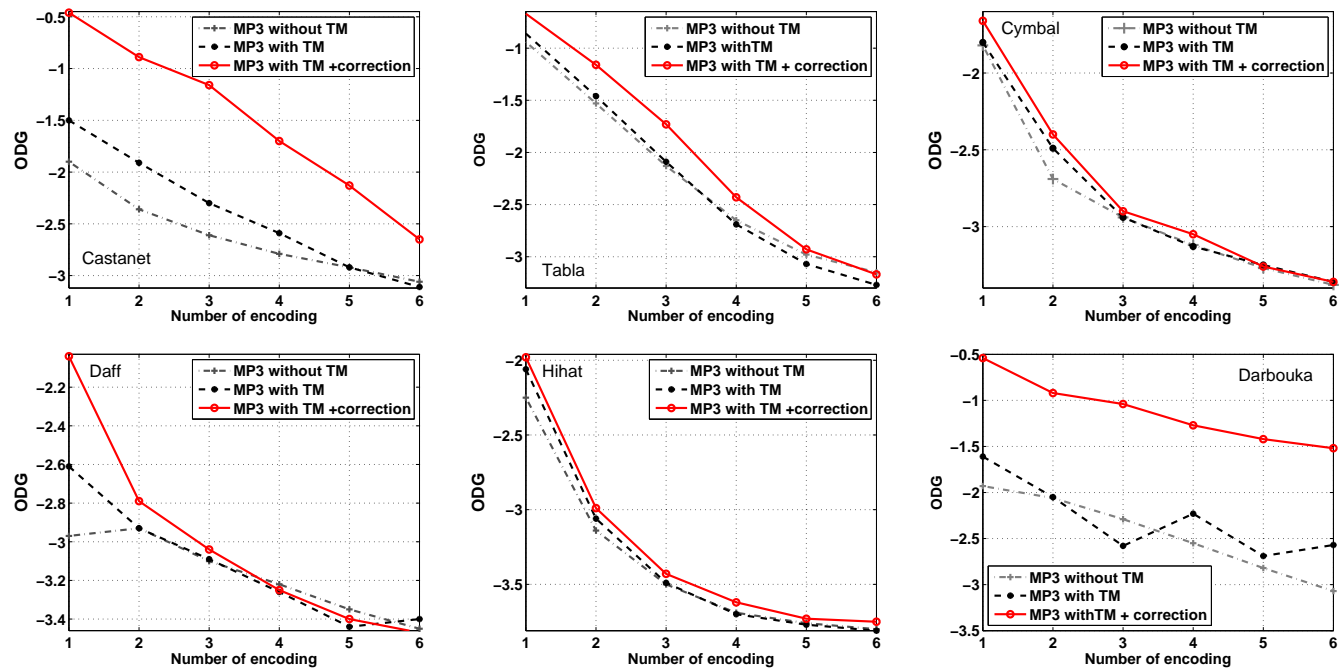 −0.5
−1
−1.5
−2
−2.5
−3
ODG
MP3 without TM
MP3 with TM
MP3 with TM +correction
Castanet
1 2 3 4 5 6
Number of encoding
−1
−1.5
−2
−2.5
−3
ODG
MP3 without TM
MP3 withTM
MP3 with TM + correction
Tabla
1 2 3 4 5 6
Number of encoding
−2
−2.5
−3
ODG
Cymbal
MP3 without TM
MP3 with TM
MP3 with TM + correction
1 2 3 4 5 6
Number of encoding
−2.2
−2.4
−2.6
−2.8
−3
−3.2
−3.4
ODG
Daff
MP3 without TM
MP3 with TM
MP3 with TM +correction
1 2 3 4 5 6
Number of encoding
−2
−2.5
−3
−3.5
ODG
Hihat
MP3 without TM
MP3 with TM
MP3 with TM +correction
1 2 3 4 5 6
Number of encoding
−0.5
−1
−1.5
−2
−2.5
−3
−3.5
ODG
Darbouka
MP3 without TM
MP3 with TM
MP3 withTM + correction
1 2 3 4 5 6
Number of encoding